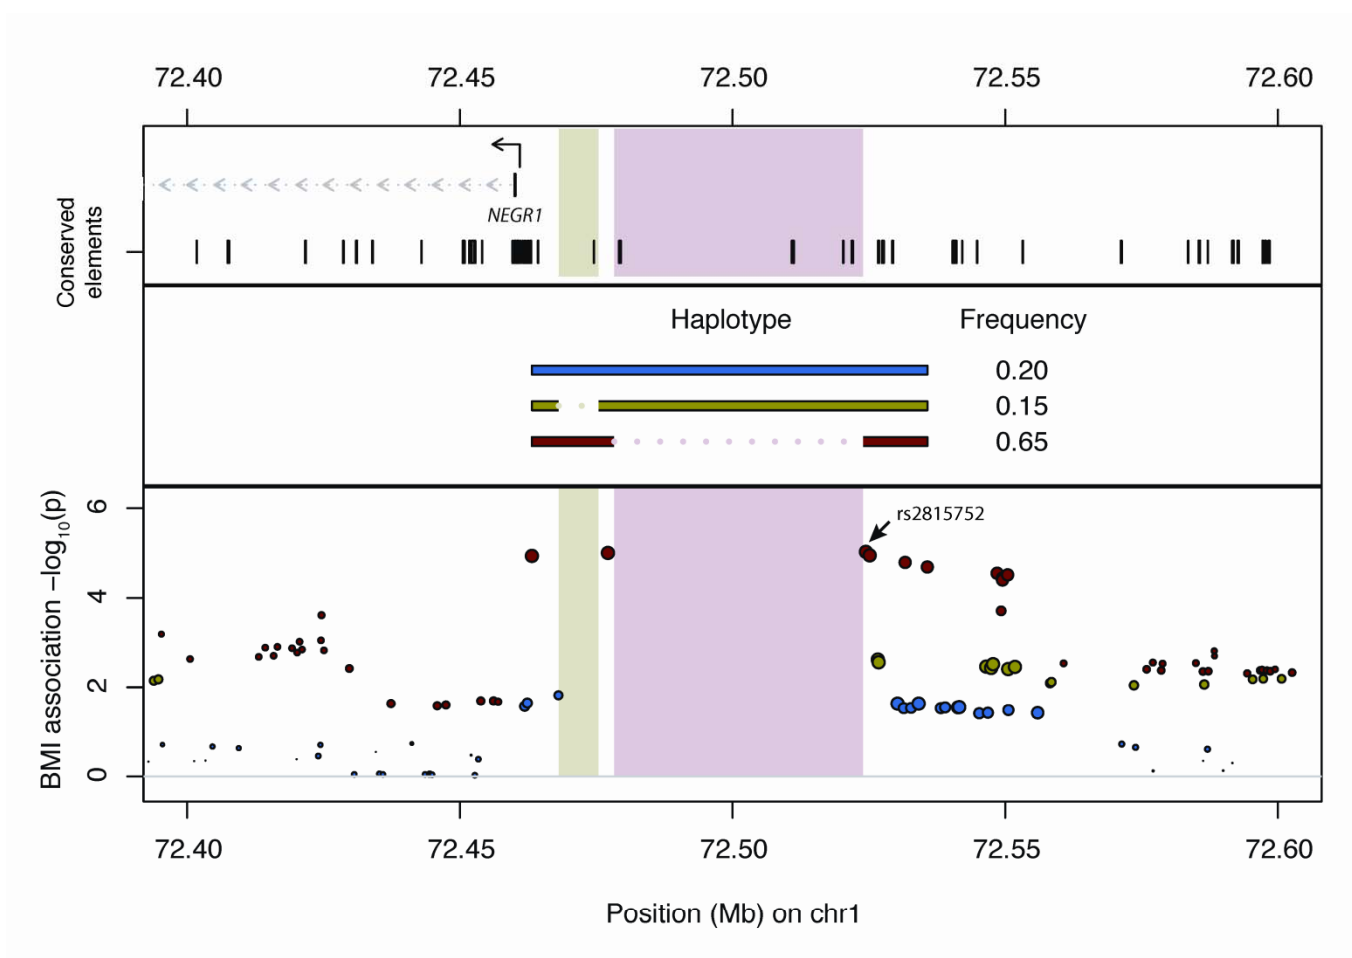 72.40 72.45 72.50 72.55 72.60
Conserved
elements
NEGR1
Haplotype Frequency
0.20
0.15
0.65
BMI association –log10(p)
6
4
2
0
rs2815752
72.40 72.45 72.50 72.55 72.60
Position (Mb) on chr1